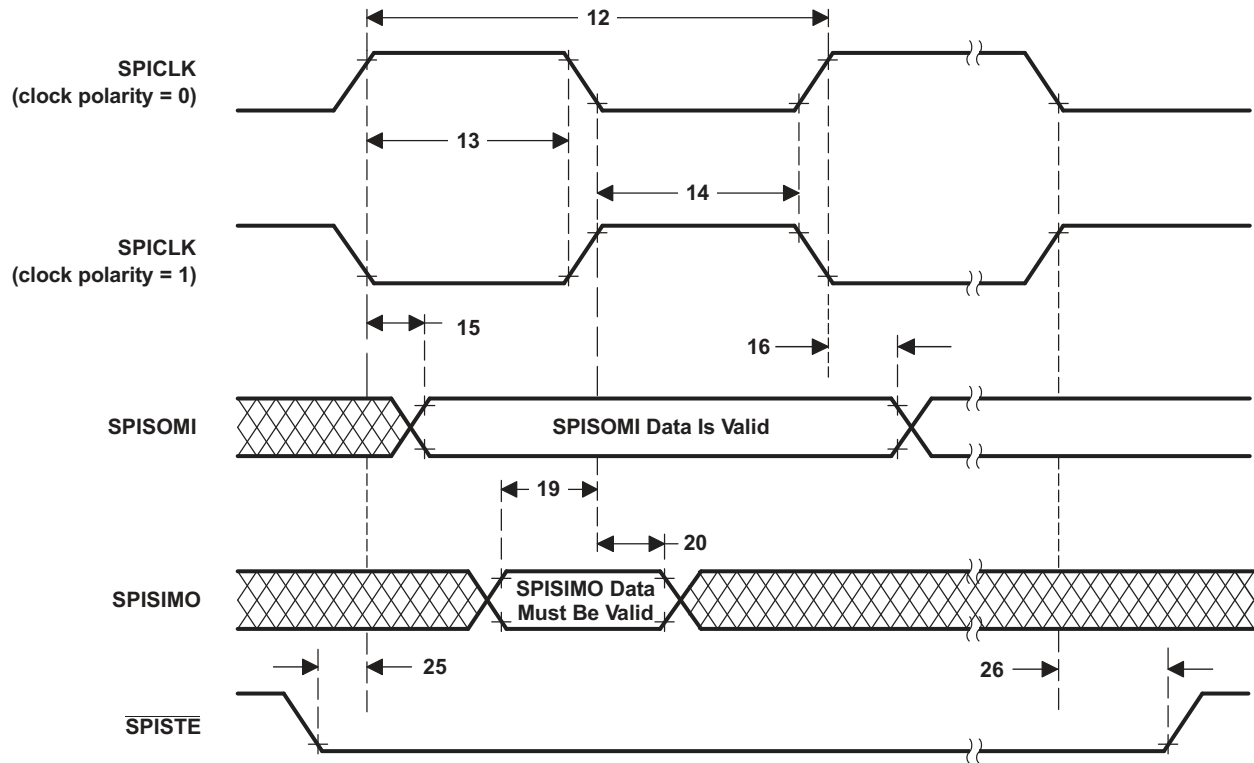 12
SPICLK
(clock polarity = 0)
13
14
SPICLK
(clock polarity = 1)
15
16
SPISOMI
SPISOMI Data Is Valid
19
20
SPISIMO
SPISIMO Data
Must Be Valid
25
26
SPISTE